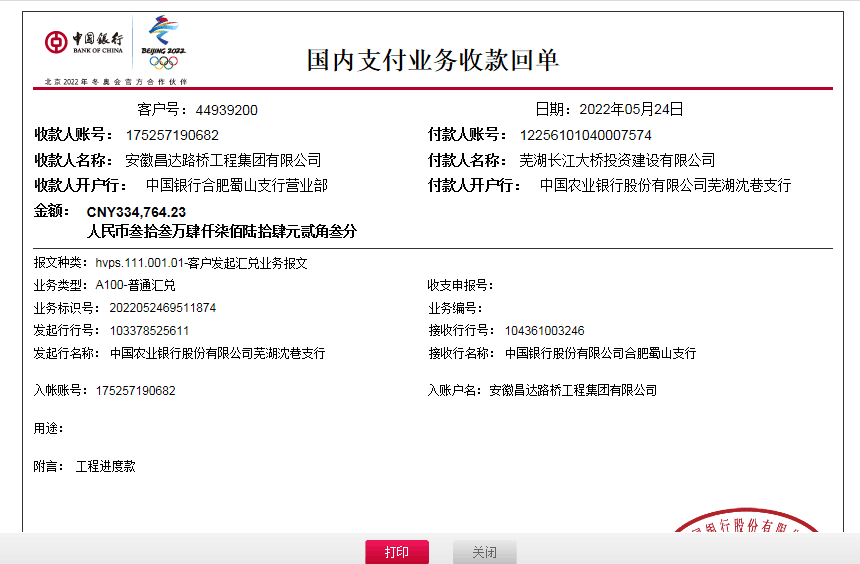 中国银行
BANK OF CHINA
BEIJING 2022
北京2022年冬奥会官方合作伙伴
国内支付业务收款回单
客户号：44939200 日期：2022年05月24日
收款人账号：175257190682 付款人账号：12256101040007574
收款人名称：安徽昌达路桥工程集团有限公司 付款人名称：芜湖长江大桥投资建设有限公司
收款人开户行：中国银行合肥蜀山支行营业部 付款人开户行：中国农业银行股份有限公司芜湖沈巷支行
金额：CNY334,764.23
人民币叁拾叁万肆仟柒佰陆拾肆元贰角叁分
报文种类：hvps.111.001.01-客户发起汇兑业务报文
业务类型：A100-普通汇兑 收支申报号：
业务标识号：2022052469511874 业务编号：
发起行行号：103378525611 接收行行号：104361003246
发起行名称：中国农业银行股份有限公司芜湖沈巷支行 接收行名称：中国银行股份有限公司合肥蜀山支行
入帐账号：175257190682 入账户名：安徽昌达路桥工程集团有限公司
用途：
附言：工程进度款
银行股份有限
打印 关闭